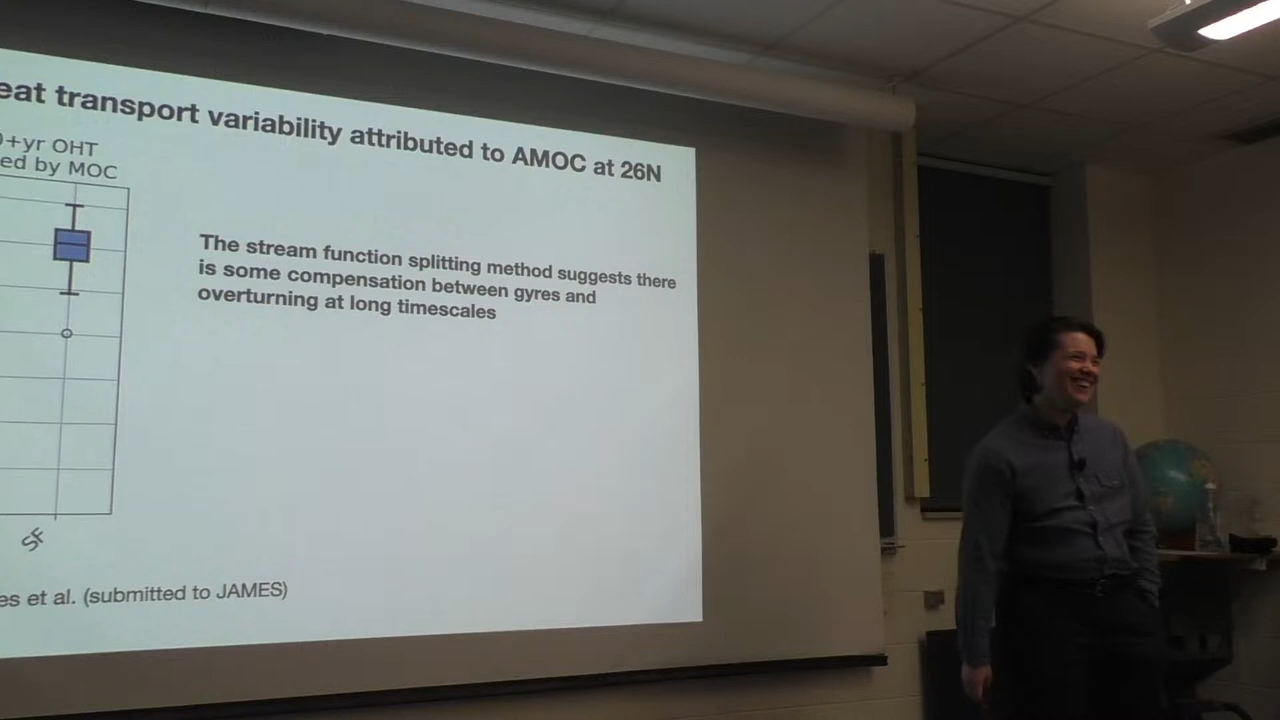 eat transport variability attributed to AMOC at 26N
+yr OHT
ed by MOC
The stream function splitting method suggests there
is some compensation between gyres and
overturning at long timescales
SF
es et al. (submitted to JAMES)